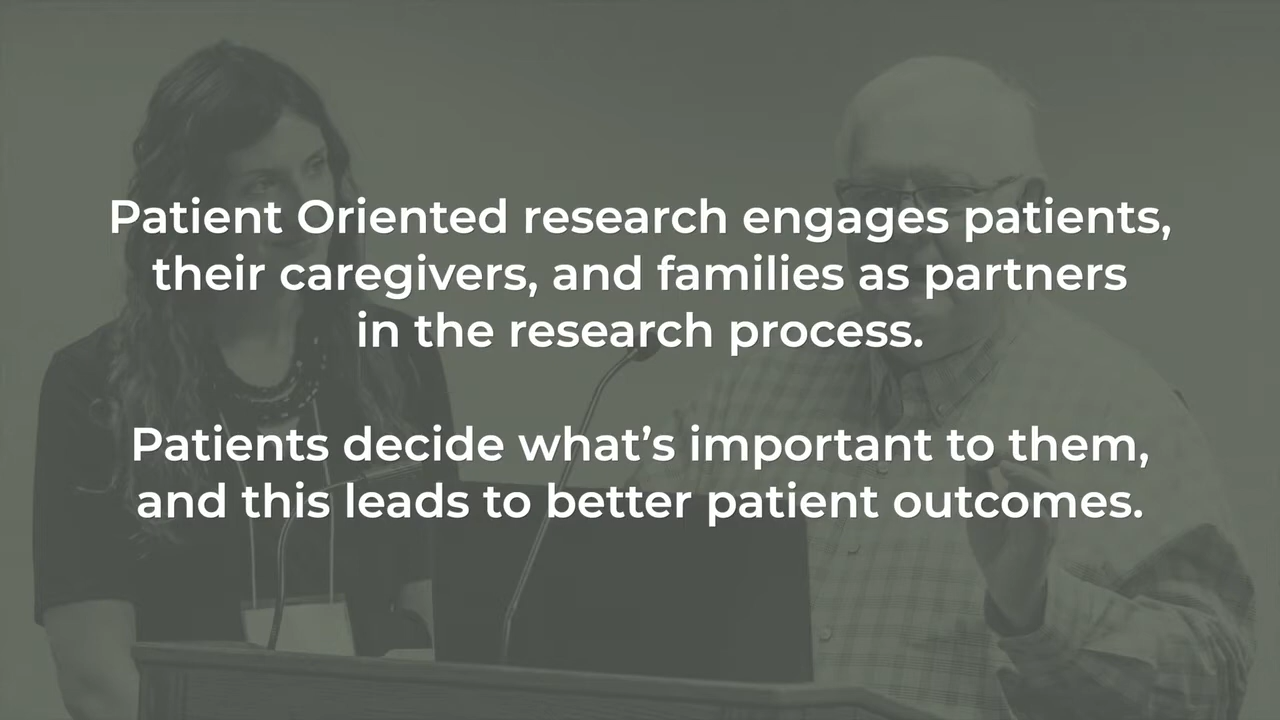 Patient Oriented research engages patients,
their caregivers, and families as partners
in the research process.
Patients decide what’s important to them,
and this leads to better patient outcomes.